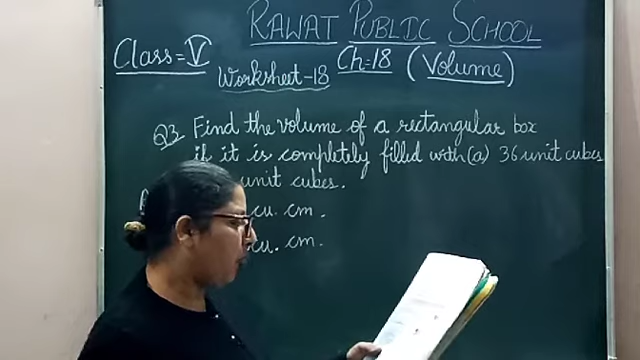 RAWAT PUBLIC SCHOOL
Class = V
Ch=18 (Volume)
Worksheet-18
Q3 Find the volume of a rectangular box
if it is completely filled with (a) 36 unit cubes
unit cubes.
cu. cm.
cu. cm.